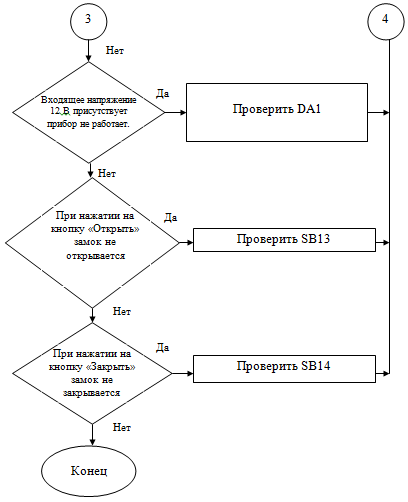 3
4
Нет
Входящее напряжение
12,В, присутствует
прибор не работает.
Да
Проверить DA1
Нет
При нажатии на
кнопку «Открыть»
замок не
открывается
Да
Проверить SB13
Нет
При нажатии на
кнопку «Закрыть»
замок не
закрывается
Да
Проверить SB14
Нет
Конец